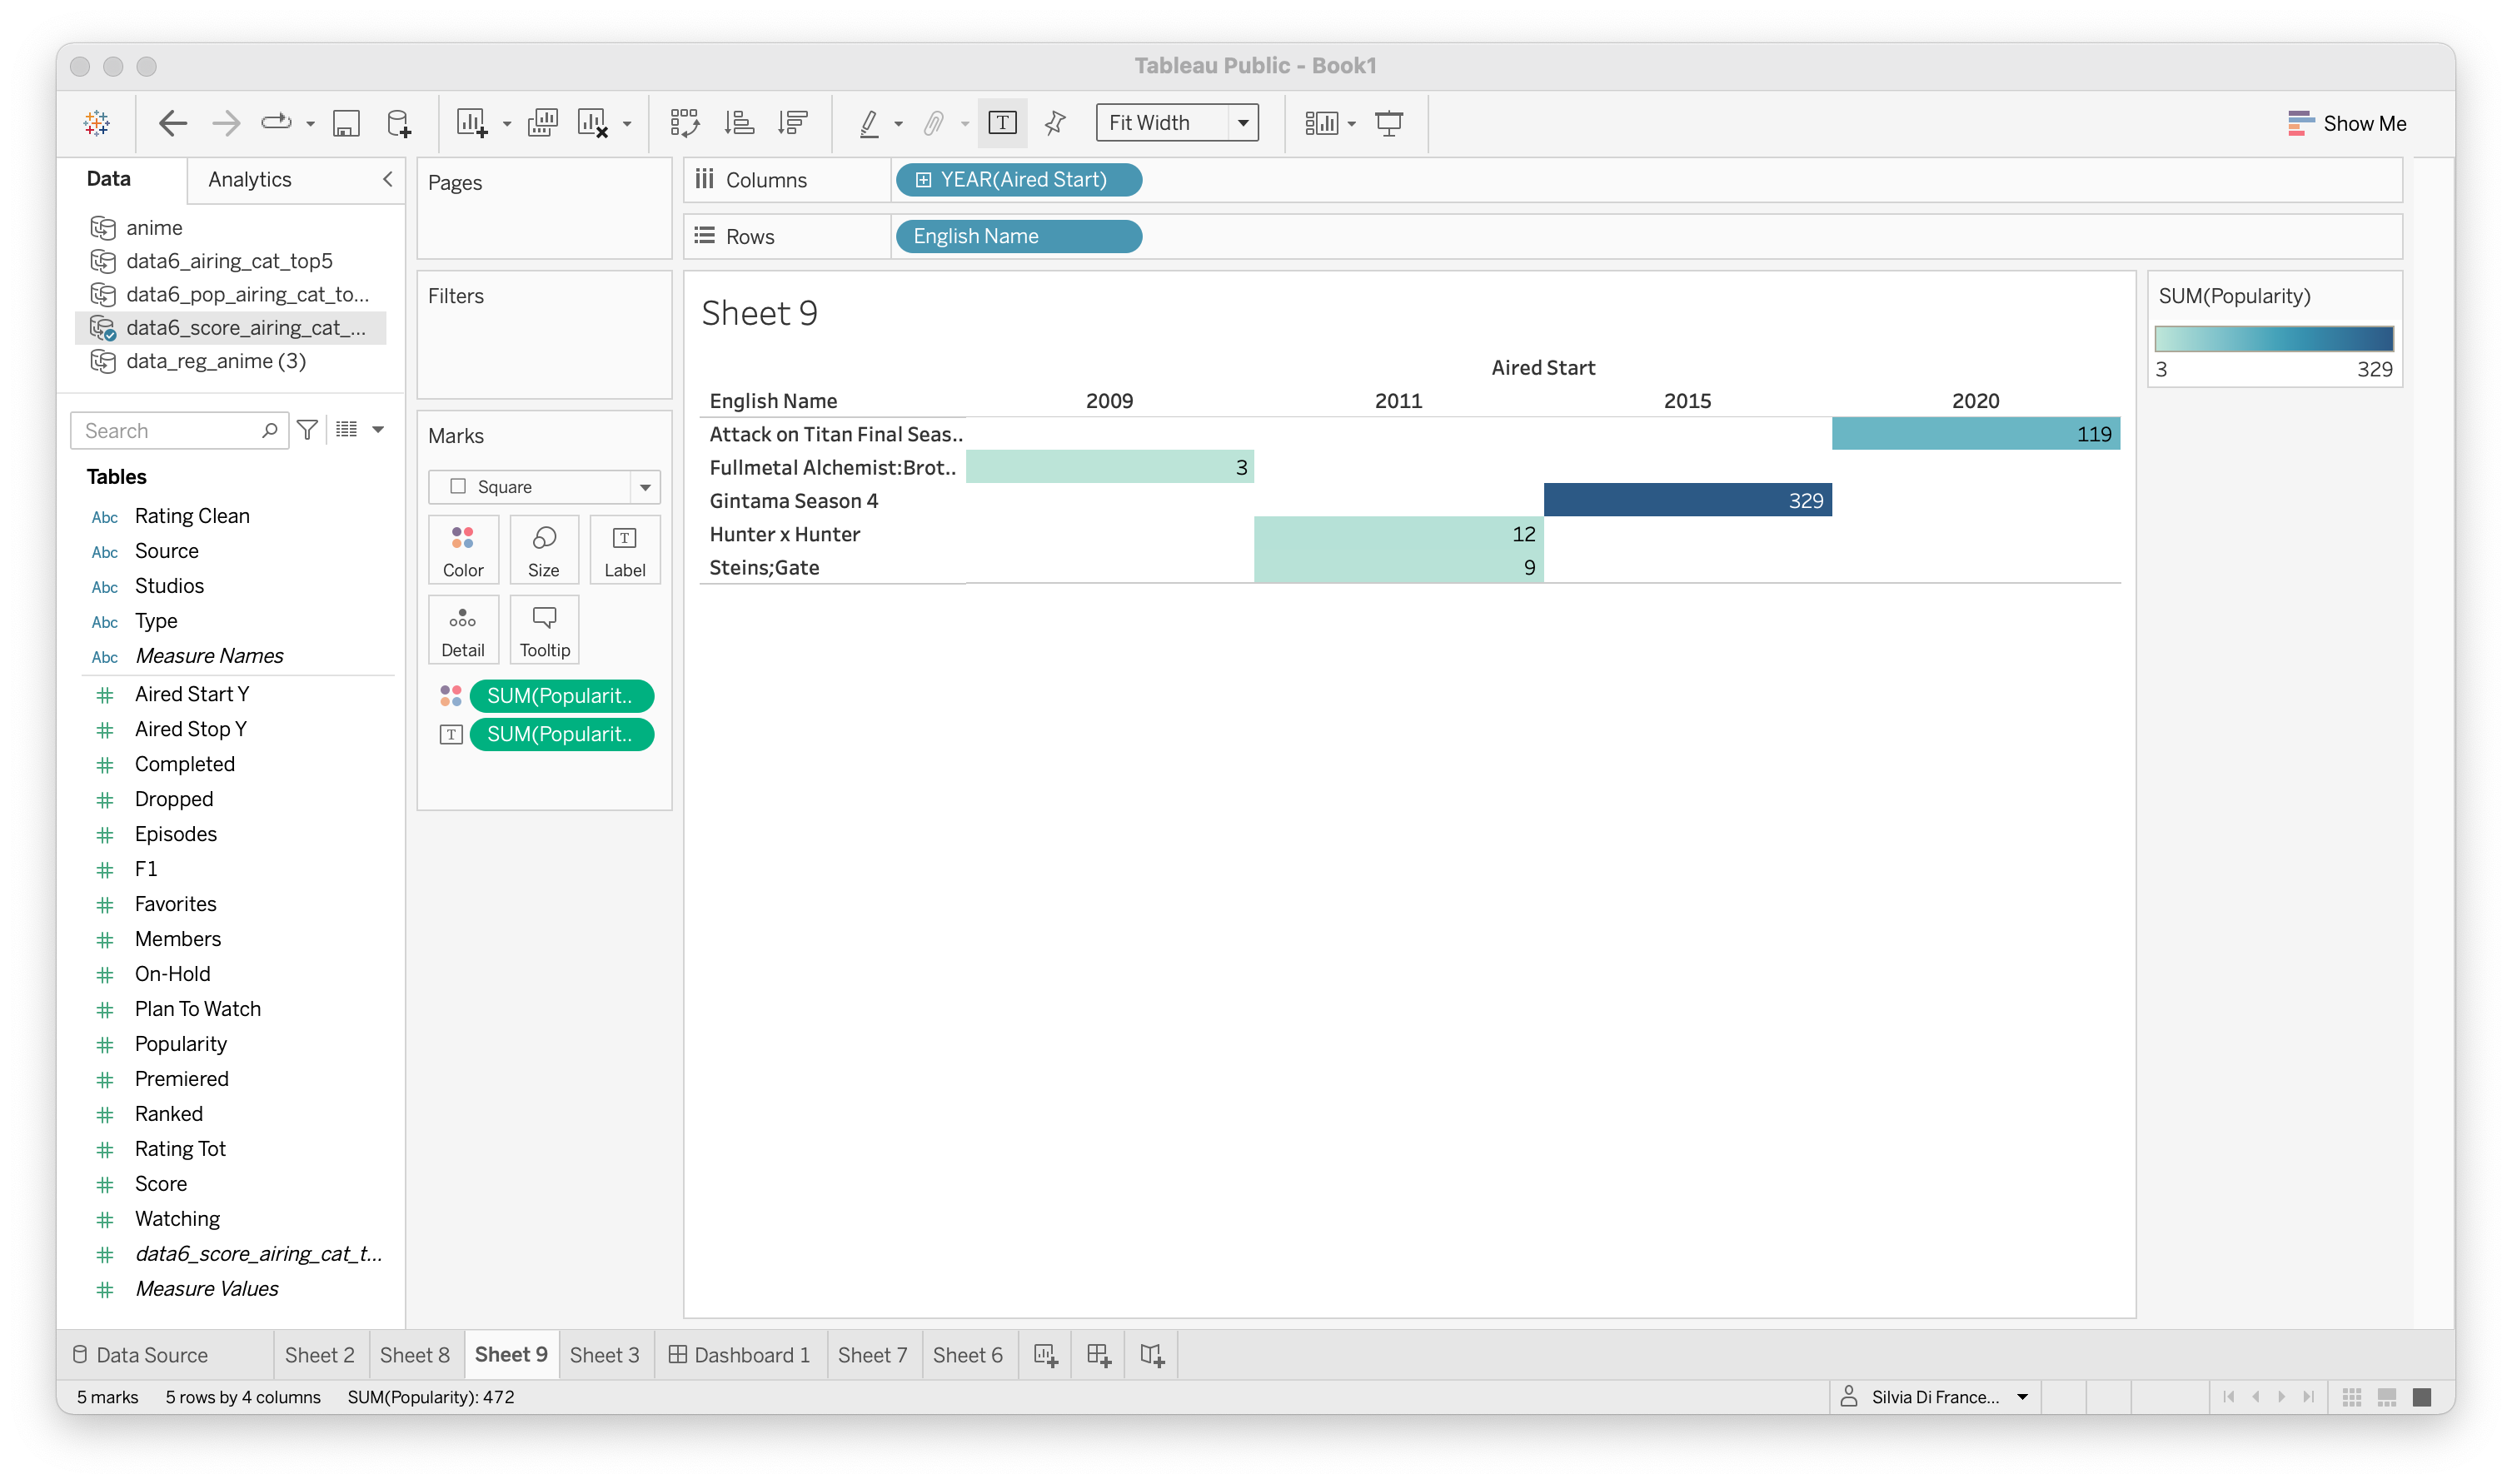 Tableau Public - Book1
Fit Width
Show Me
Data
Analytics
anime
data6_airing_cat_top5
data6_pop_airing_cat_to...
data6_score_airing_cat_...
data_reg_anime (3)
Search
Tables
Abc Rating Clean
Abc Source
Abc Studios
Abc Type
Abc Measure Names
Aired Start Y
Aired Stop Y
Completed
Dropped
Episodes
F1
Favorites
Members
On-Hold
Plan To Watch
Popularity
Premiered
Ranked
Rating Tot
Score
Watching
data6_score_airing_cat_t...
Measure Values
Pages
Filters
Marks
Square
Color Size T Label
Detail Tooltip
SUM(Popularit..
T SUM(Popularit..
Columns YEAR(Aired Start)
Rows English Name
Sheet 9
Aired Start
English Name 2009 2011 2015 2020
Attack on Titan Final Seas.. 119
Fullmetal Alchemist:Brot.. 3
Gintama Season 4 329
Hunter x Hunter 12
Steins;Gate 9
SUM(Popularity)
3 329
Data Source Sheet 2 Sheet 8 Sheet 9 Sheet 3 Dashboard 1 Sheet 7 Sheet 6
5 marks 5 rows by 4 columns SUM(Popularity): 472
Silvia Di France...